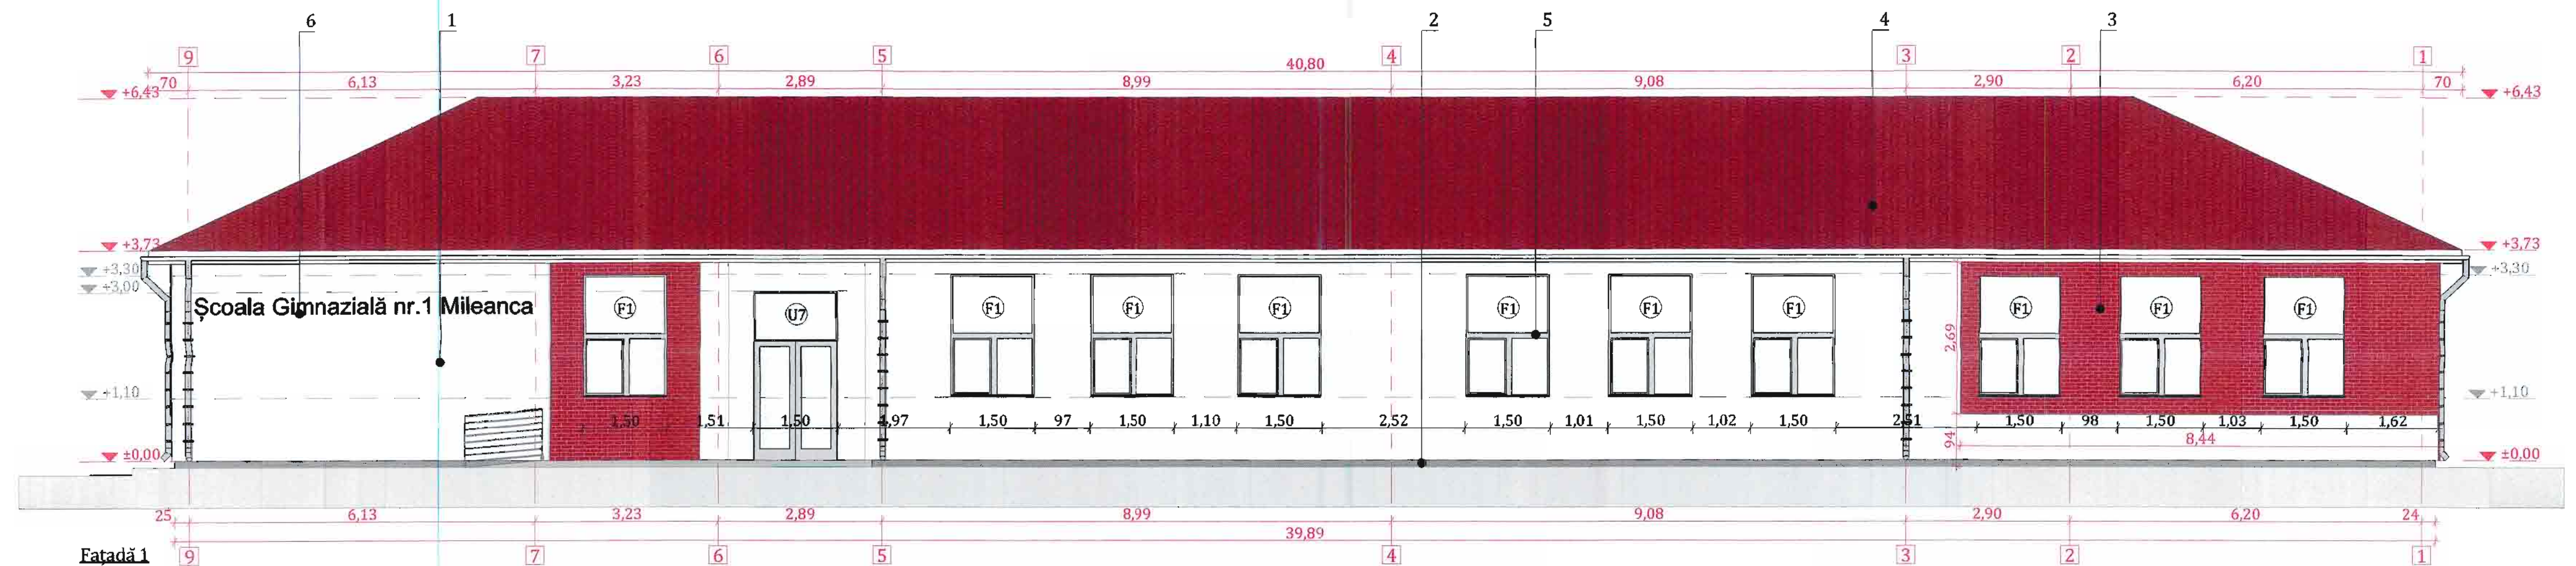 6 1 2 5 4 3
9 7 6 5 4 3 2 1
40,80
70 6,13 3,23 2,89 8,99 9,08 2,90 6,20 70
+6,43 +6,43
+3,73 +3,73
+3,30 +3,30
+3,00
Școala Gimnazială nr.1 Mileanca
F1 U7 F1 F1 F1 F1 F1 F1 F1 F1 F1
2,69
+1,10 +1,10
1,50 1,51 1,50 1,97 1,50 97 1,50 1,10 1,50 2,52 1,50 1,01 1,50 1,02 1,50 2,51 1,50 98 1,50 1,03 1,50 1,62
94 8,44
±0,00 ±0,00
25 6,13 3,23 2,89 8,99 9,08 2,90 6,20 24
39,89
Fațadă 1
9 7 6 5 4 3 2 1